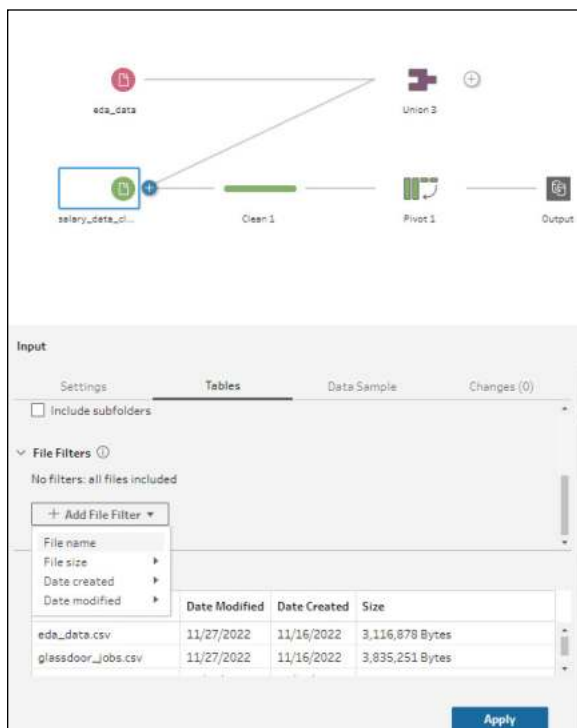 eda_data
Union 3
salary_data_cl...
Clean 1
Pivot 1
Output
Input
Settings Tables Data Sample Changes (0)
Include subfolders
File Filters
No filters: all files included
+ Add File Filter
File name
File size
Date created
Date modified
Date Modified Date Created Size
eda_data.csv 11/27/2022 11/16/2022 3,116,878 Bytes
glassdoor_jobs.csv 11/27/2022 11/16/2022 3,835,251 Bytes
Apply